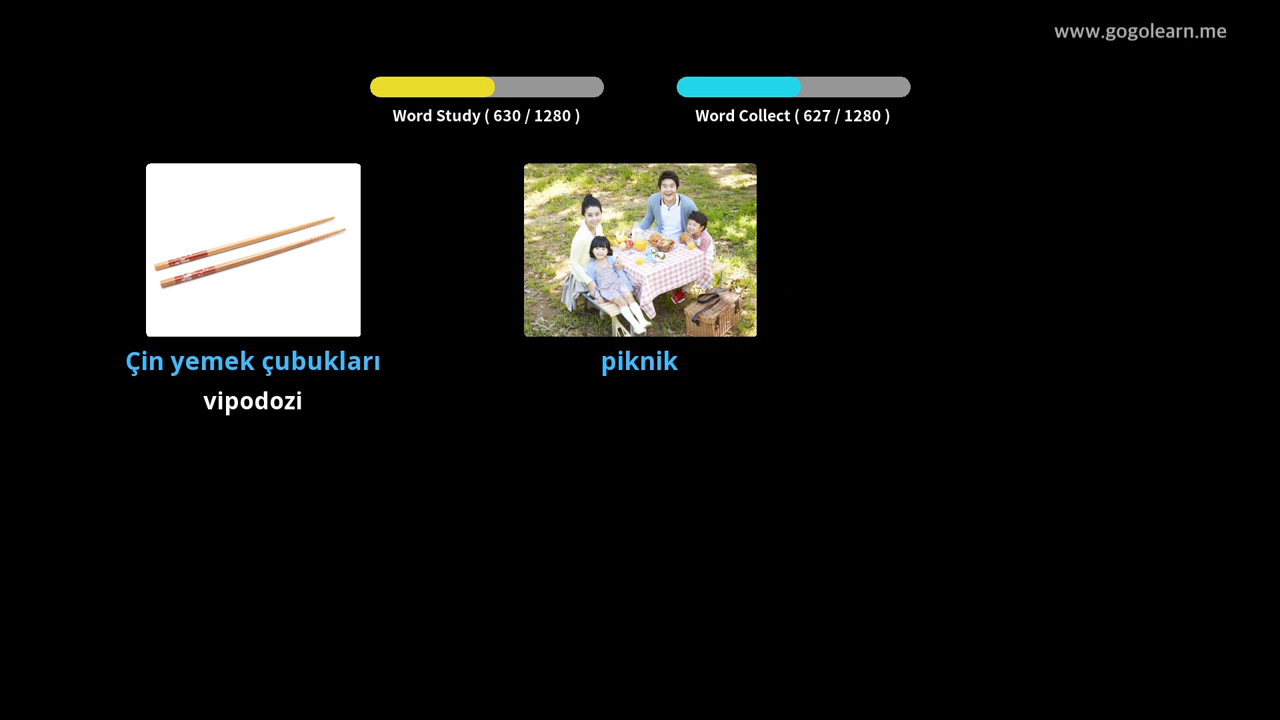 www.gogolearn.me
Word Study ( 630 / 1280 )
Word Collect ( 627 / 1280 )
Çin yemek çubukları
vipodozi
piknik